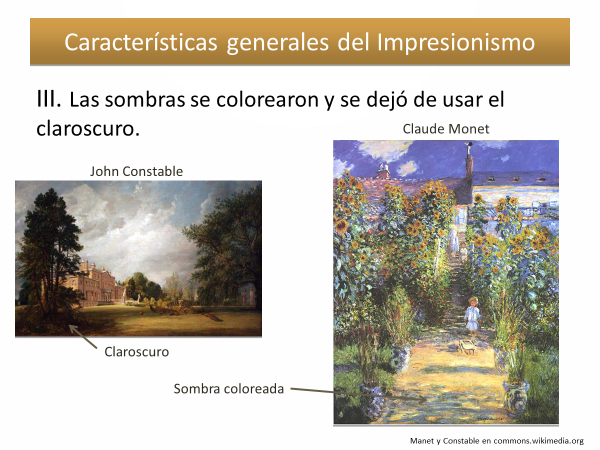 Características generales del Impresionismo
III. Las sombras se colorearon y se dejó de usar el
claroscuro.
Claude Monet
John Constable
Claroscuro
Sombra coloreada
Manet y Constable en commons.wikimedia.org